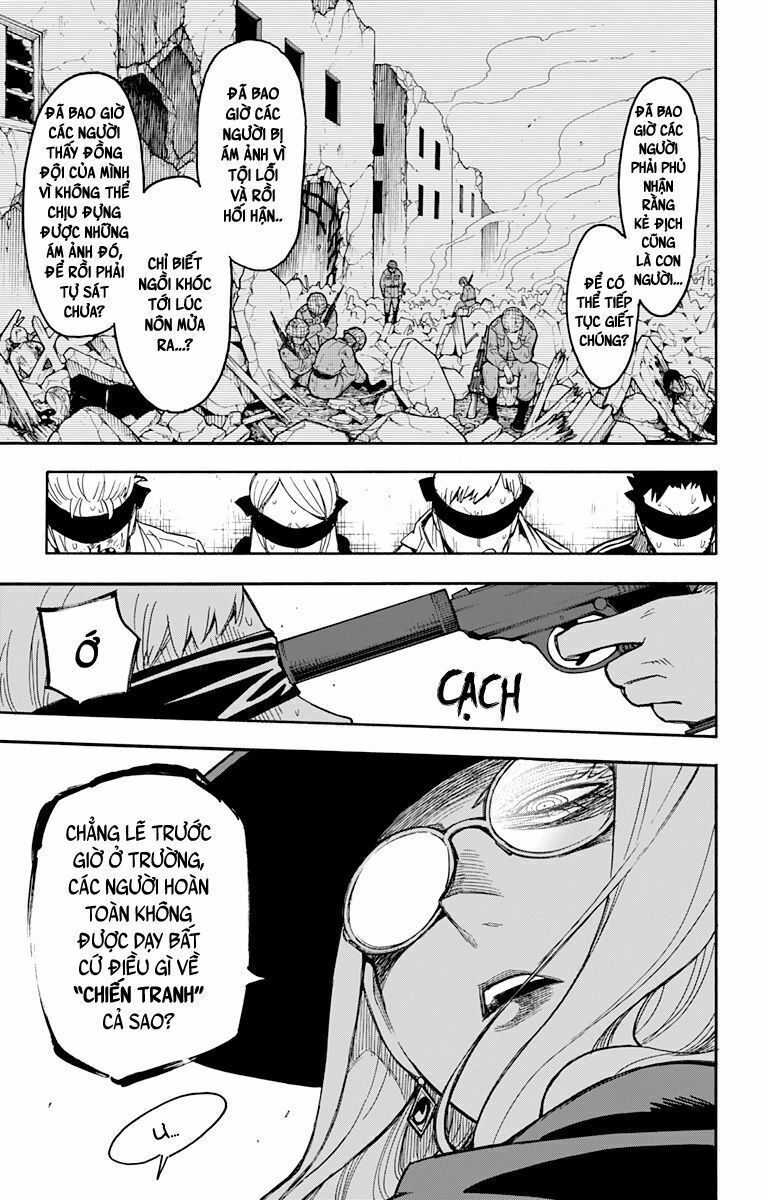 ĐÃ BAO
GIỜ CÁC
NGƯỜI
PHẢI PHỦ
NHẬN
RẰNG
KẺ ĐỊCH
CŨNG
LÀ CON
NGƯỜI...
ĐỂ CÓ
THỂ TIẾP
TỤC GIẾT
CHÚNG?
ĐÃ BAO
GIỜ CÁC
NGƯỜI BỊ
ÁM ẢNH VÌ
TỘI LỖI
VÀ RỒI
HỐI HẬN..
CHỈ BIẾT
NGỒI KHÓC
TỚI LÚC
NÔN MỬA
RA...?
ĐÃ BAO GIỜ
CÁC NGƯỜI
THẤY ĐỒNG
ĐỘI CỦA MÌNH
VÌ KHÔNG THỂ
CHỊU ĐỰNG
ĐƯỢC NHỮNG
ÁM ẢNH ĐÓ,
ĐỂ RỒI PHẢI
TỰ SÁT
CHƯA?
Ớ
CẠCH
CHẲNG LẼ TRƯỚC
GIỜ Ở TRƯỜNG,
CÁC NGƯỜI HOÀN
TOÀN KHÔNG
ĐƯỢC DẠY BẤT
CỨ ĐIỀU GÌ VỀ
“CHIẾN TRANH”
CẢ SAO?
Ư...